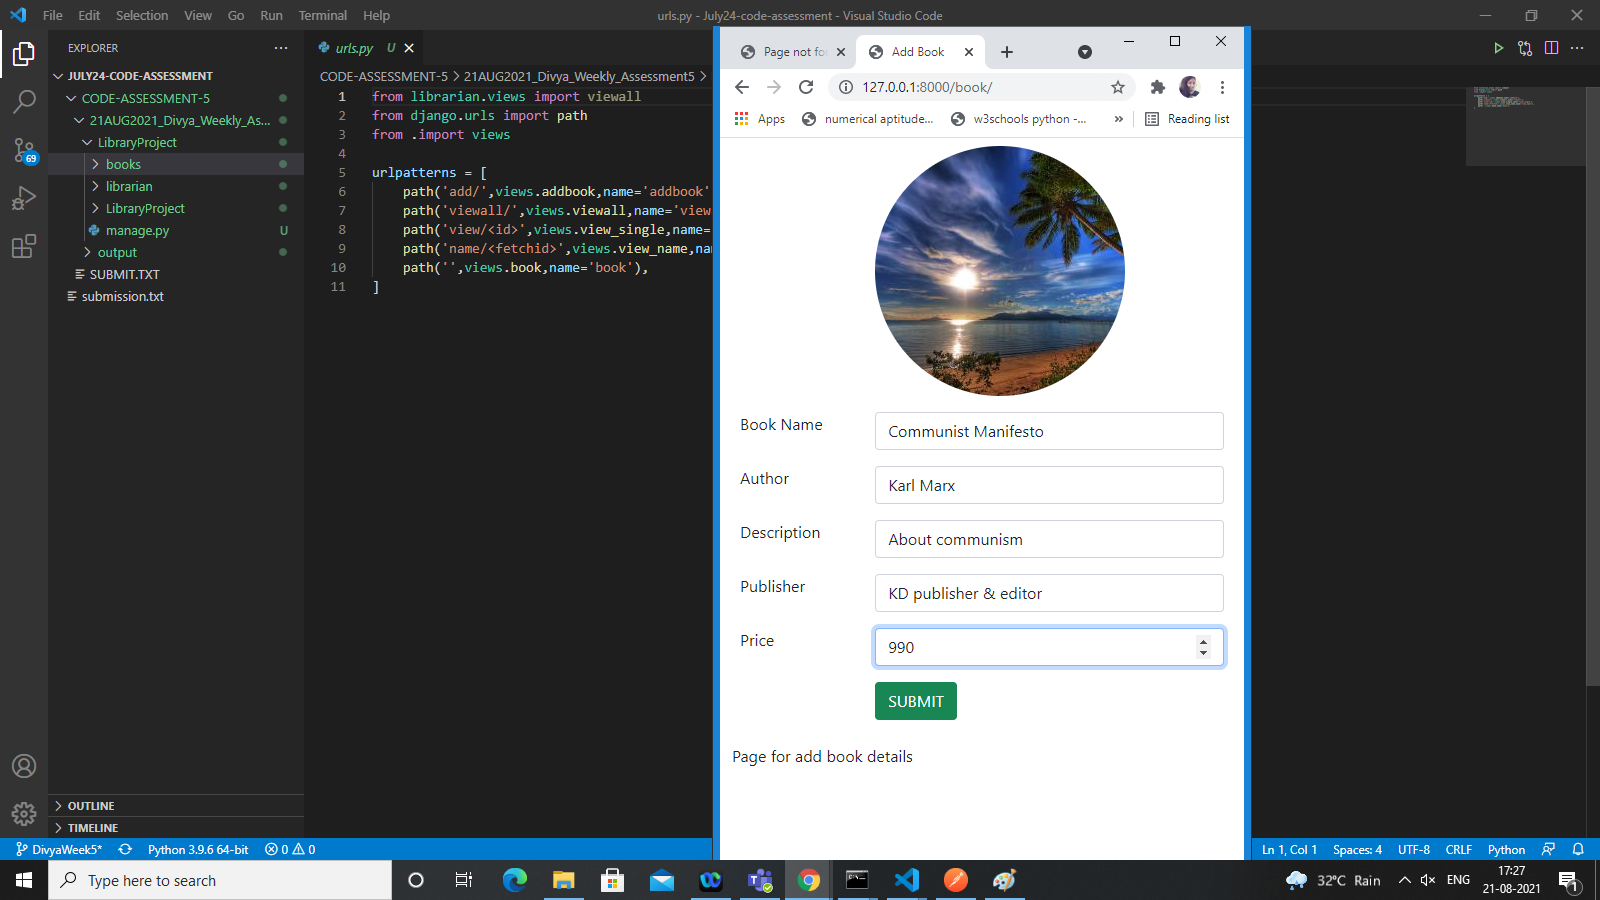 File Edit Selection View Go Run Terminal Help
urls.py - July24-code-assessment - Visual Studio Code
EXPLORER
JULY24-CODE-ASSESSMENT
CODE-ASSESSMENT-5
21AUG2021_Divya_Weekly_As...
LibraryProject
books
librarian
LibraryProject
manage.py U
output
SUBMIT.TXT
submission.txt
OUTLINE
TIMELINE
urls.py U
CODE-ASSESSMENT-5 > 21AUG2021_Divya_Weekly_Assessment5 >
1 from librarian.views import viewall
2 from django.urls import path
3 from .import views
4
5 urlpatterns = [
6 path('add/',views.addbook,name='addbook'
7 path('viewall/',views.viewall,name='view
8 path('view/<id>',views.view_single,name=
9 path('name/<fetchid>',views.view_name,nam
10 path('',views.book,name='book'),
11 ]
Page not fo
Add Book
127.0.0.1:8000/book/
Apps numerical aptitude... w3schools python -... » Reading list
Book Name Communist Manifesto
Author Karl Marx
Description About communism
Publisher KD publisher & editor
Price 990
SUBMIT
Page for add book details
69
DivyaWeek5* Python 3.9.6 64-bit 0 0
Ln 1, Col 1 Spaces: 4 UTF-8 CRLF Python
Type here to search
32°C Rain ENG
17:27
21-08-2021
1